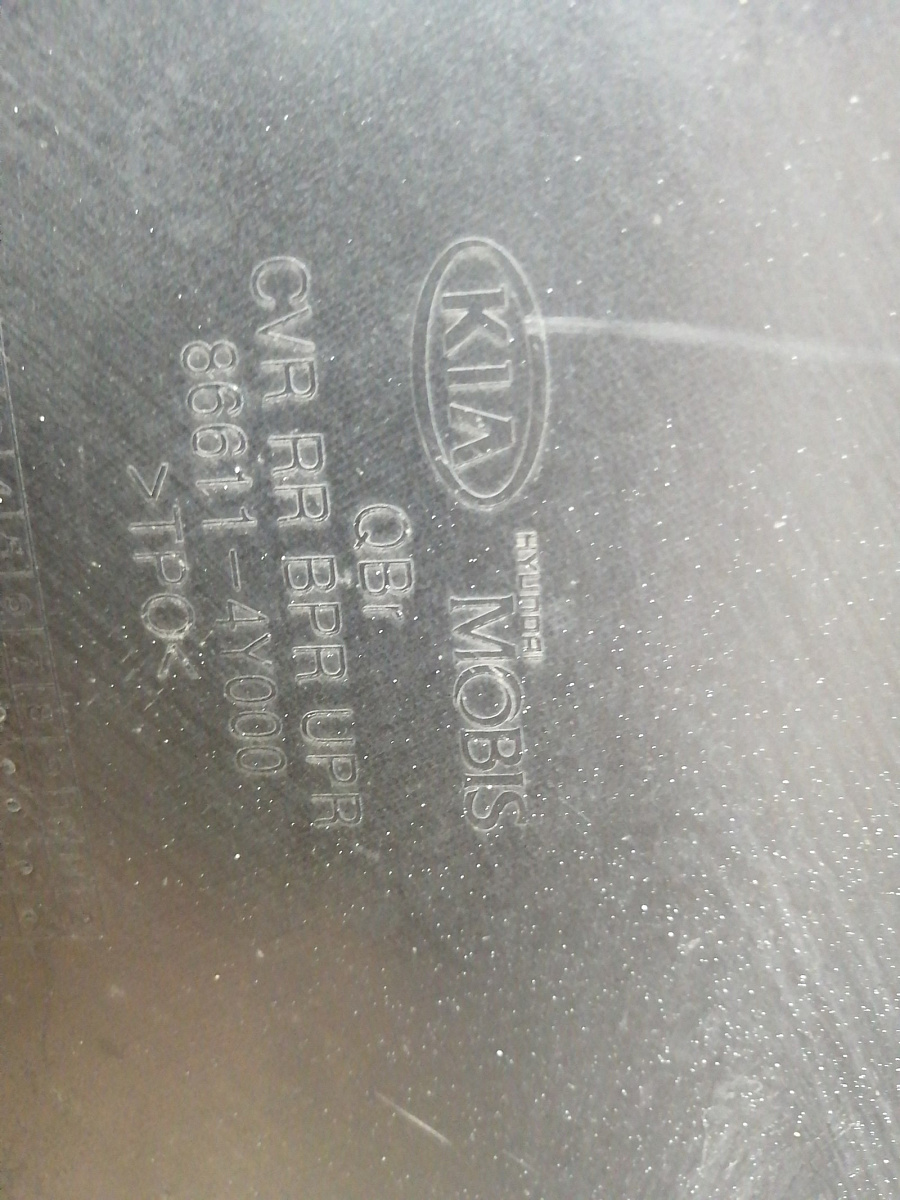 KIA
HYUNDAI
MOBIS
QBr
CVR RR BPR UPR
86611-4Y000
>TPO<